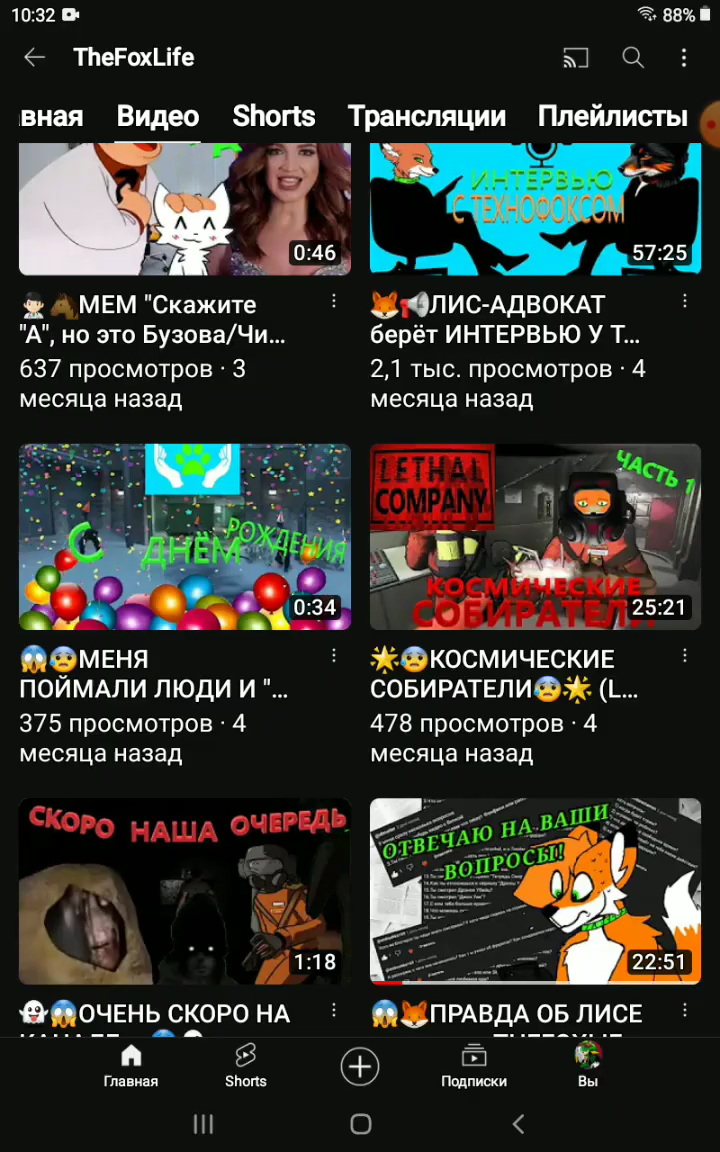 10:32
88%
TheFoxLife
вная Видео Shorts Трансляции Плейлисты
0:46
ИНТЕРВЬЮ
С ТЕХНОФОКСОМ
57:25
👨🏻‍⚕️🐴МЕМ "Скажите
"А", но это Бузова/Чи...
637 просмотров · 3
месяца назад
🦊📢ЛИС-АДВОКАТ
берёт ИНТЕРВЬЮ У Т...
2,1 тыс. просмотров · 4
месяца назад
С ДНЁМ РОЖДЕНИЯ
0:34
LETHAL
COMPANY
ЧАСТЬ 1
КОСМИЧЕСКИЕ
СОБИРАТЕЛИ
25:21
😱😰МЕНЯ
ПОЙМАЛИ ЛЮДИ И "...
375 просмотров · 4
месяца назад
🌟😰КОСМИЧЕСКИЕ
СОБИРАТЕЛИ😰🌟 (L...
478 просмотров · 4
месяца назад
СКОРО НАША ОЧЕРЕДЬ
1:18
ОТВЕЧАЮ НА ВАШИ
ВОПРОСЫ!
22:51
👻😱ОЧЕНЬ СКОРО НА
😱🦊ПРАВДА ОБ ЛИСЕ
Главная
Shorts
Подписки
Вы